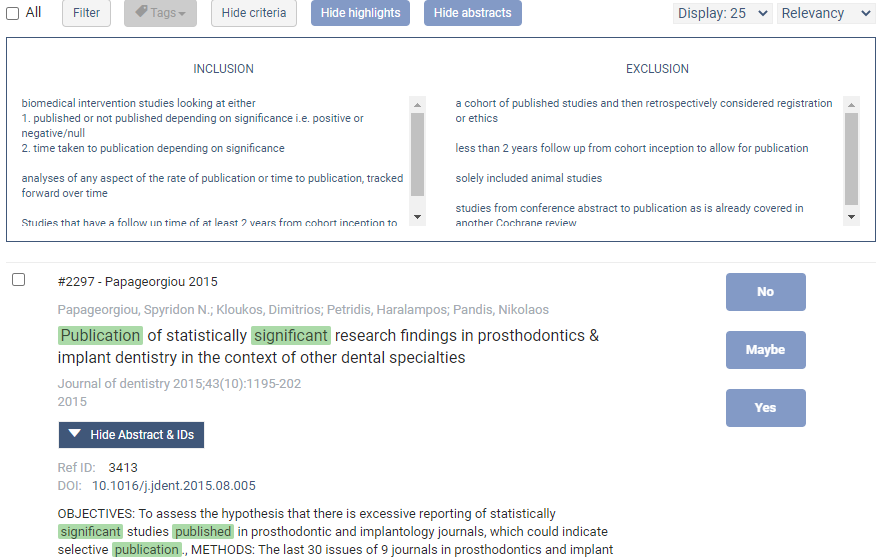 All Filter Tags Hide criteria Hide highlights Hide abstracts Display: 25 Relevancy
INCLUSION
biomedical intervention studies looking at either
1. published or not published depending on significance i.e. positive or
negative/null
2. time taken to publication depending on significance
analyses of any aspect of the rate of publication or time to publication, tracked
forward over time
Studies that have a follow up time of at least 2 years from cohort inception to
EXCLUSION
a cohort of published studies and then retrospectively considered registration
or ethics
less than 2 years follow up from cohort inception to allow for publication
solely included animal studies
studies from conference abstract to publication as is already covered in
another Cochrane review
#2297 - Papageorgiou 2015
Papageorgiou, Spyridon N.; Kloukos, Dimitrios; Petridis, Haralampos; Pandis, Nikolaos
Publication of statistically significant research findings in prosthodontics &
implant dentistry in the context of other dental specialties
Journal of dentistry 2015;43(10):1195-202
2015
Hide Abstract & IDs
Ref ID: 3413
DOI: 10.1016/j.jdent.2015.08.005
OBJECTIVES: To assess the hypothesis that there is excessive reporting of statistically
significant studies published in prosthodontic and implantology journals, which could indicate
selective publication., METHODS: The last 30 issues of 9 journals in prosthodontics and implant
No
Maybe
Yes